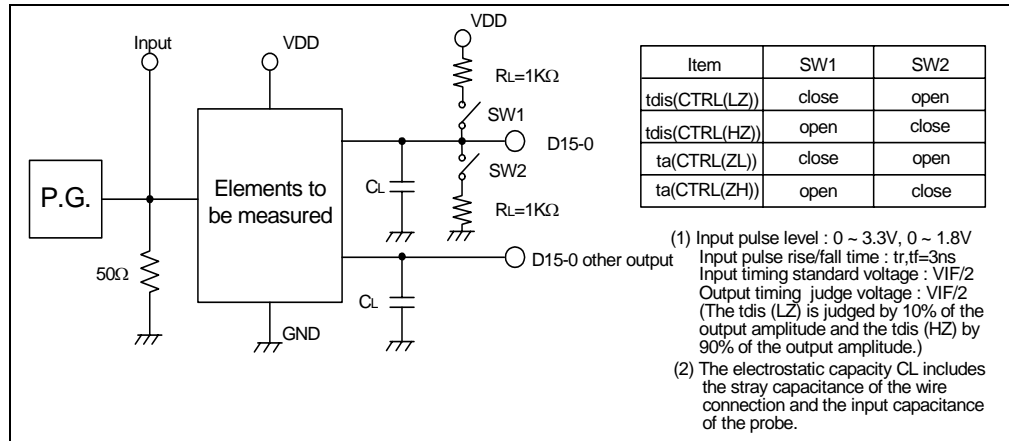 Input
VDD
VDD
RL=1KΩ
SW1
D15-0
SW2
CL
RL=1KΩ
P.G.
Elements to
be measured
50Ω
D15-0 other output
CL
GND
Item SW1 SW2
tdis(CTRL(LZ)) close open
tdis(CTRL(HZ)) open close
ta(CTRL(ZL)) close open
ta(CTRL(ZH)) open close
(1) Input pulse level : 0 ~ 3.3V, 0 ~ 1.8V
Input pulse rise/fall time : tr,tf=3ns
Input timing standard voltage : VIF/2
Output timing judge voltage : VIF/2
(The tdis (LZ) is judged by 10% of the
output amplitude and the tdis (HZ) by
90% of the output amplitude.)
(2) The electrostatic capacity CL includes
the stray capacitance of the wire
connection and the input capacitance
of the probe.